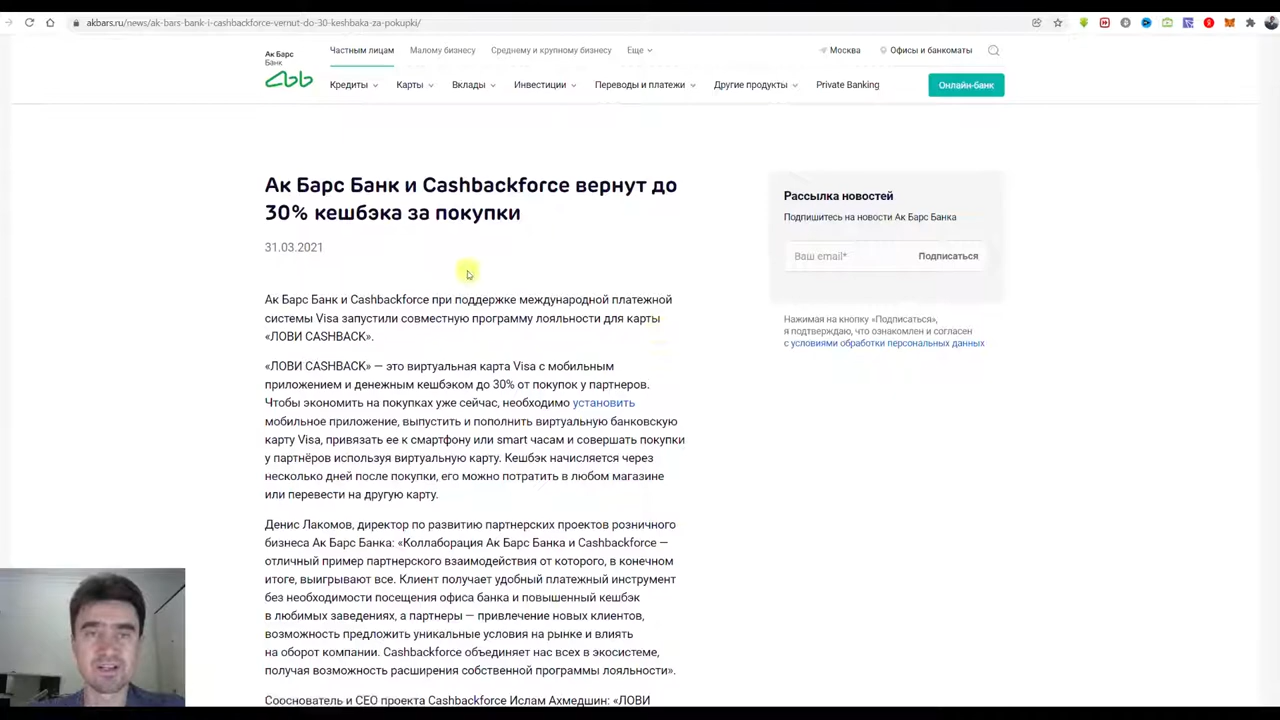 akbars.ru/news/ak-bars-bank-i-cashbackforce-vernut-do-30-keshbaka-za-pokupki/
Ак Барс
Банк
Частным лицам
Малому бизнесу
Среднему и крупному бизнесу
Еще
Москва
Офисы и банкоматы
Кредиты
Карты
Вклады
Инвестиции
Переводы и платежи
Другие продукты
Private Banking
Онлайн-банк
Ак Барс Банк и Cashbackforce вернут до
30% кешбэка за покупки
31.03.2021
Ак Барс Банк и Cashbackforce при поддержке международной платежной
системы Visa запустили совместную программу лояльности для карты
«ЛОВИ CASHBACK».
«ЛОВИ CASHBACK» — это виртуальная карта Visa с мобильным
приложением и денежным кешбэком до 30% от покупок у партнеров.
Чтобы экономить на покупках уже сейчас, необходимо установить
мобильное приложение, выпустить и пополнить виртуальную банковскую
карту Visa, привязать ее к смартфону или smart часам и совершать покупки
у партнёров используя виртуальную карту. Кешбэк начисляется через
несколько дней после покупки, его можно потратить в любом магазине
или перевести на другую карту.
Денис Лакомов, директор по развитию партнерских проектов розничного
бизнеса Ак Барс Банка: «Коллаборация Ак Барс Банка и Cashbackforce —
отличный пример партнерского взаимодействия от которого, в конечном
итоге, выигрывают все. Клиент получает удобный платежный инструмент
без необходимости посещения офиса банка и повышенный кешбэк
в любимых заведениях, а партнеры — привлечение новых клиентов,
возможность предложить уникальные условия на рынке и влиять
на оборот компании. Cashbackforce объединяет нас всех в экосистеме,
получая возможность расширения собственной программы лояльности».
Сооснователь и CEO проекта Cashbackforce Ислам Ахмедшин: «ЛОВИ
Рассылка новостей
Подпишитесь на новости Ак Барс Банка
Ваш email*
Подписаться
Нажимая на кнопку «Подписаться»,
я подтверждаю, что ознакомлен и согласен
с условиями обработки персональных данных